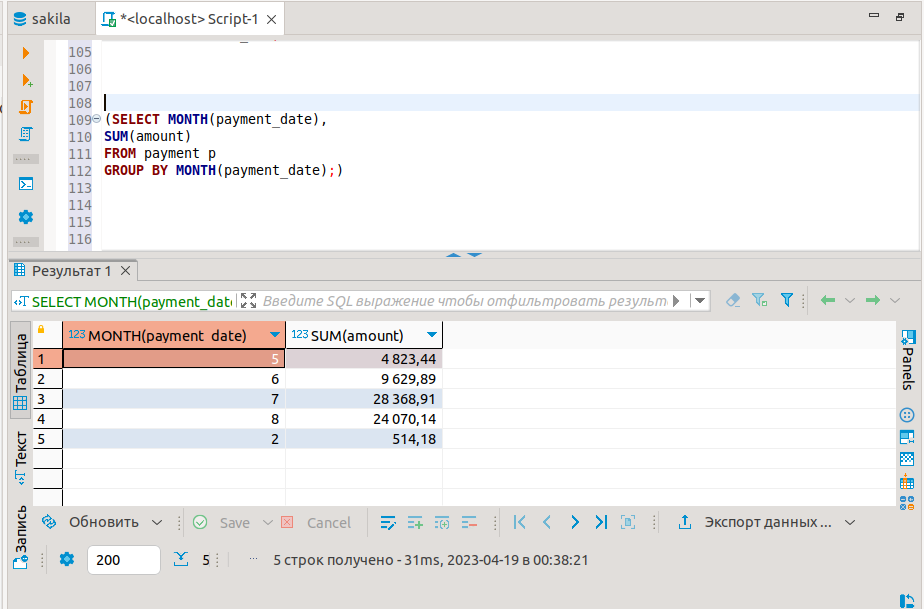 sakila
*<localhost> Script-1
105
106
107
108
109 (SELECT MONTH(payment_date),
110 SUM(amount)
111 FROM payment p
112 GROUP BY MONTH(payment_date);)
113
114
115
116
Результат 1
SELECT MONTH(payment_date Введите SQL выражение чтобы отфильтровать результ
Таблица
Текст
Запись
123 MONTH(payment_date) 123 SUM(amount)
1 5 4 823,44
2 6 9 629,89
3 7 28 368,91
4 8 24 070,14
5 2 514,18
Panels
Обновить Save Cancel Экспорт данных ...
200 5 ... 5 строк получено - 31ms, 2023-04-19 в 00:38:21